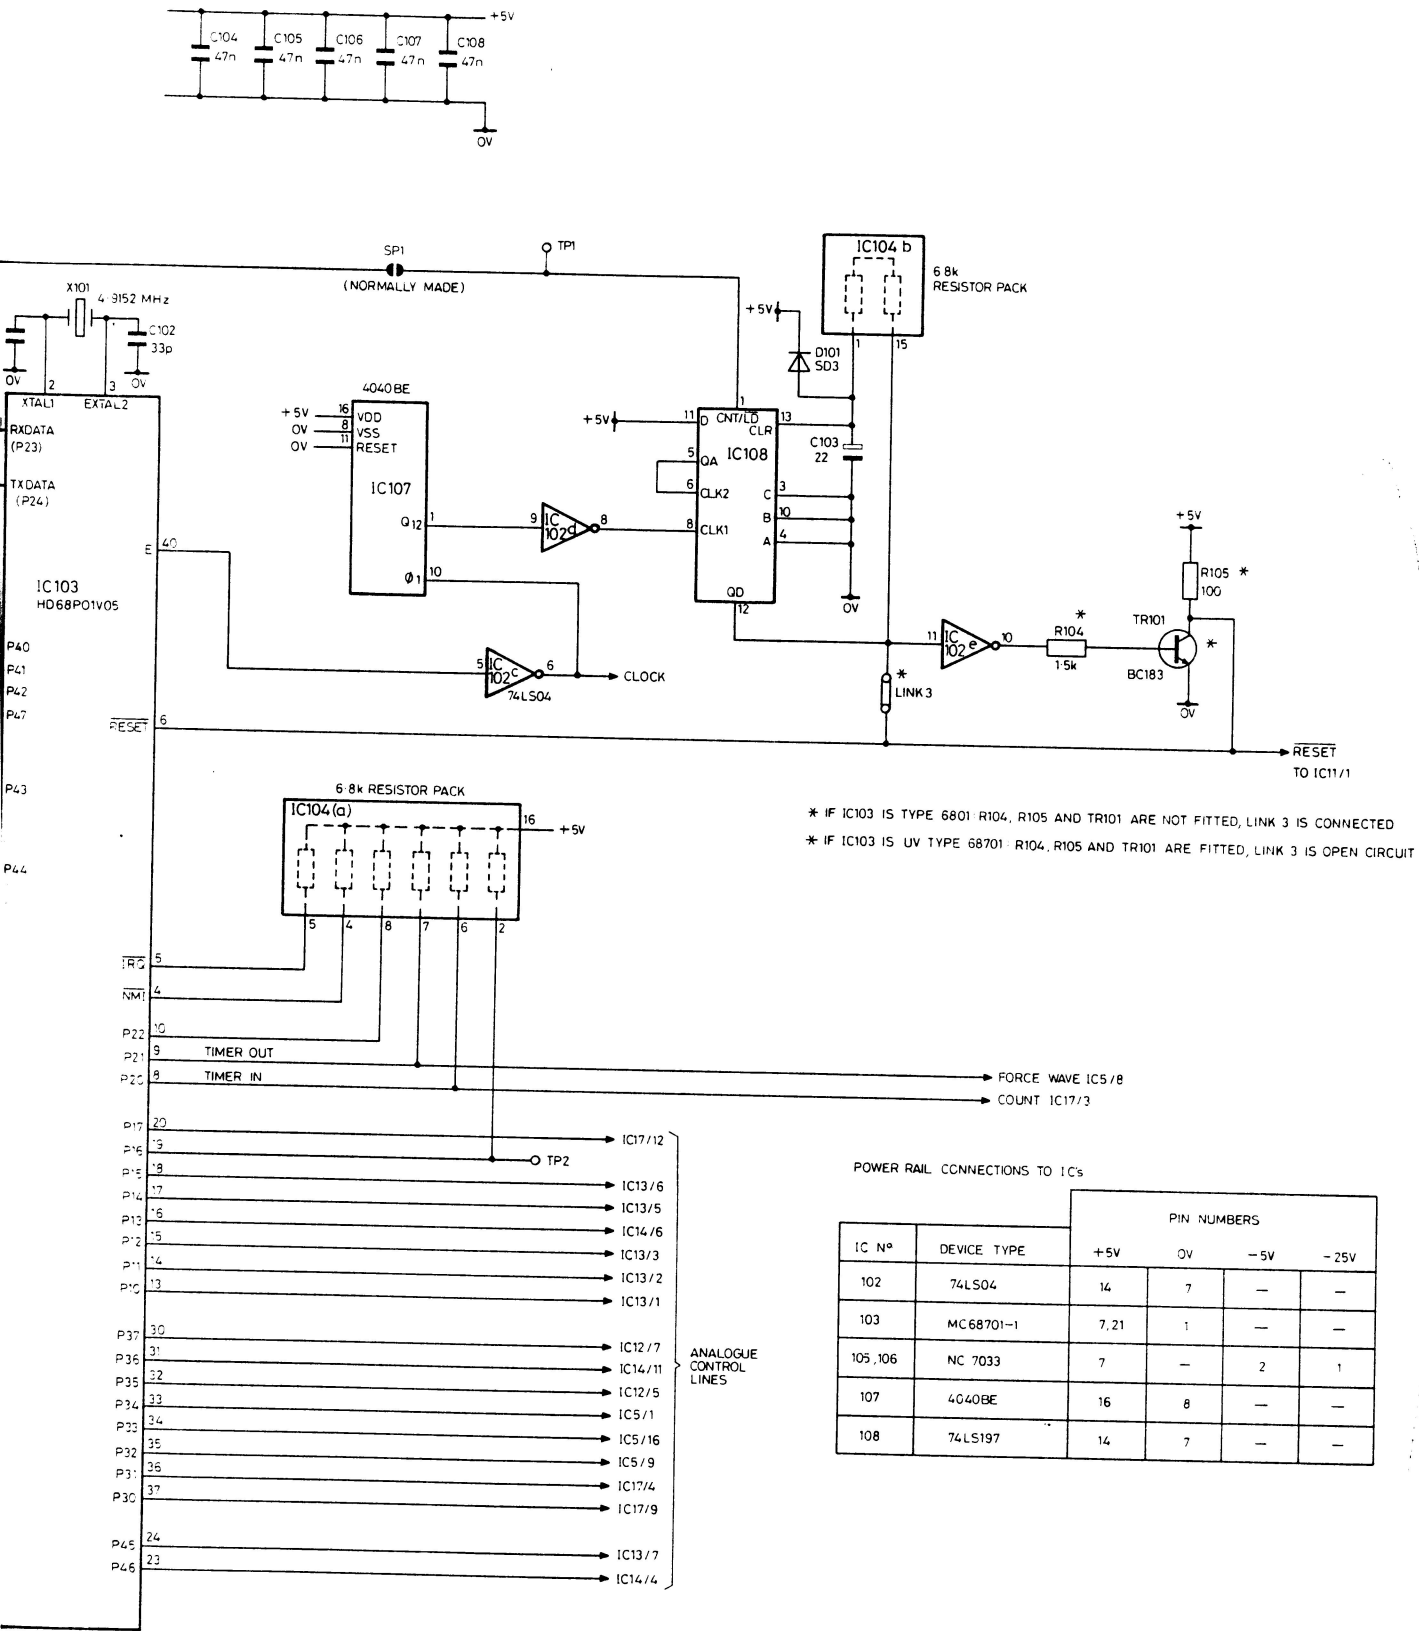 +5V
C104
47n
C105
47n
C106
47n
C107
47n
C108
47n
0V
SP1
(NORMALLY MADE)
TP1
IC104 b
6 8k
RESISTOR PACK
+5V
1
15
D101
SD3
X101
4·9152 MHz
C102
33p
0V
0V
2
3
XTAL1
EXTAL2
RXDATA
(P23)
TXDATA
(P24)
E
40
IC103
HD68P01V05
P40
P41
P42
P47
RESET
6
P43
P44
4040BE
+5V
16
VDD
0V
8
VSS
0V
11
RESET
IC107
Q12
1
Ø1
10
9
IC
102d
8
5
IC
102c
6
74LS04
CLOCK
+5V
11
D
1
CNT/LD
CLR
13
5
QA
IC108
6
CLK2
C
3
B
10
8
CLK1
A
4
QD
12
C103
22
0V
11
IC
102e
10
*
R104
1·5k
+5V
R105 *
100
TR101
*
BC183
0V
*
LINK 3
RESET
TO IC11/1
6·8k RESISTOR PACK
IC104(a)
16
+5V
5
4
8
7
6
2
* IF IC103 IS TYPE 6801 R104, R105 AND TR101 ARE NOT FITTED, LINK 3 IS CONNECTED
* IF IC103 IS UV TYPE 68701 R104, R105 AND TR101 ARE FITTED, LINK 3 IS OPEN CIRCUIT
IRQ 5
NMI 4
P22 10
P21 9 TIMER OUT
FORCE WAVE IC5/8
P20 8 TIMER IN
COUNT IC17/3
P17 20 IC17/12
P16 19 TP2
P15 18 IC13/6
P14 17 IC13/5
P13 16 IC14/6
P12 15 IC13/3
P11 14 IC13/2
P10 13 IC13/1
P37 30 IC12/7
P36 31 IC14/11
P35 32 IC12/5
P34 33 IC5/1
P33 34 IC5/16
P32 35 IC5/9
P31 36 IC17/4
P30 37 IC17/9
P45 24 IC13/7
P46 23 IC14/4
ANALOGUE
CONTROL
LINES
POWER RAIL CONNECTIONS TO IC's
PIN NUMBERS
IC Nº DEVICE TYPE +5V 0V -5V -25V
102 74LS04 14 7 — —
103 MC68701-1 7,21 1 — —
105,106 NC 7033 7 — 2 1
107 4040BE 16 8 — —
108 74LS197 14 7 — —